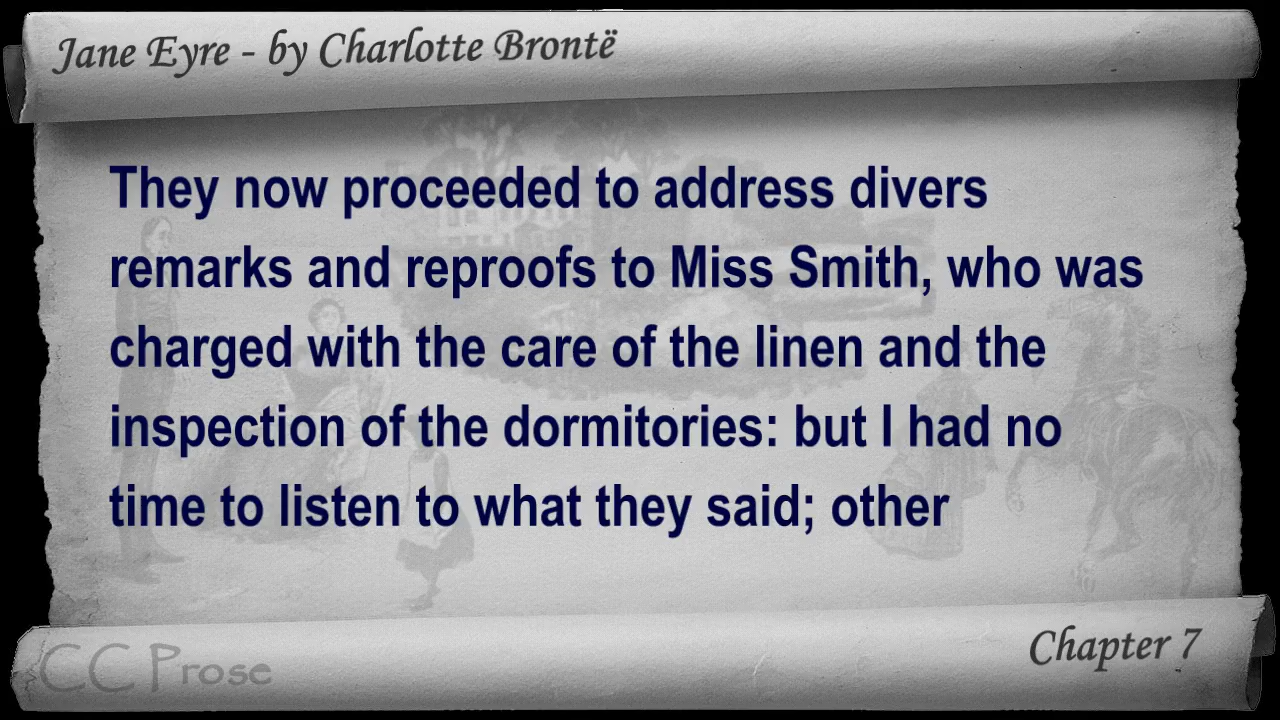 Jane Eyre - by Charlotte Brontë
They now proceeded to address divers
remarks and reproofs to Miss Smith, who was
charged with the care of the linen and the
inspection of the dormitories: but I had no
time to listen to what they said; other
Chapter 7
CC Prose